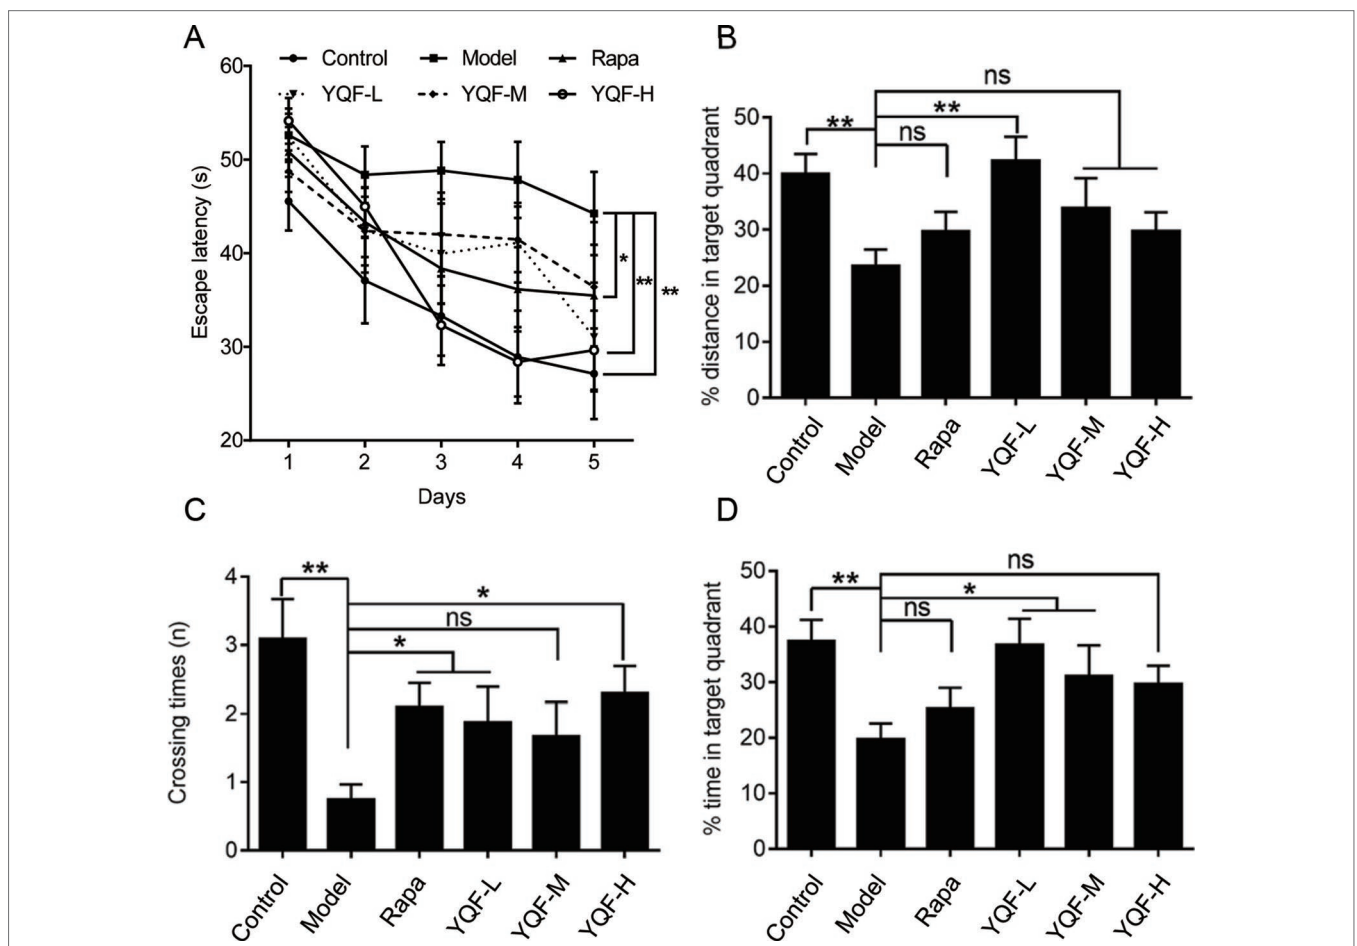 A
Control Model Rapa
YQF-L YQF-M YQF-H
Escape latency (s)
60
50
40
30
20
* ** **
1 2 3 4 5
Days
B
ns
**
** ns
% distance in target quadrant
50
40
30
20
10
0
Control Model Rapa YQF-L YQF-M YQF-H
C
**
*
ns
*
Crossing times (n)
4
3
2
1
0
Control Model Rapa YQF-L YQF-M YQF-H
D
ns
** *
ns
% time in target quadrant
50
40
30
20
10
0
Control Model Rapa YQF-L YQF-M YQF-H